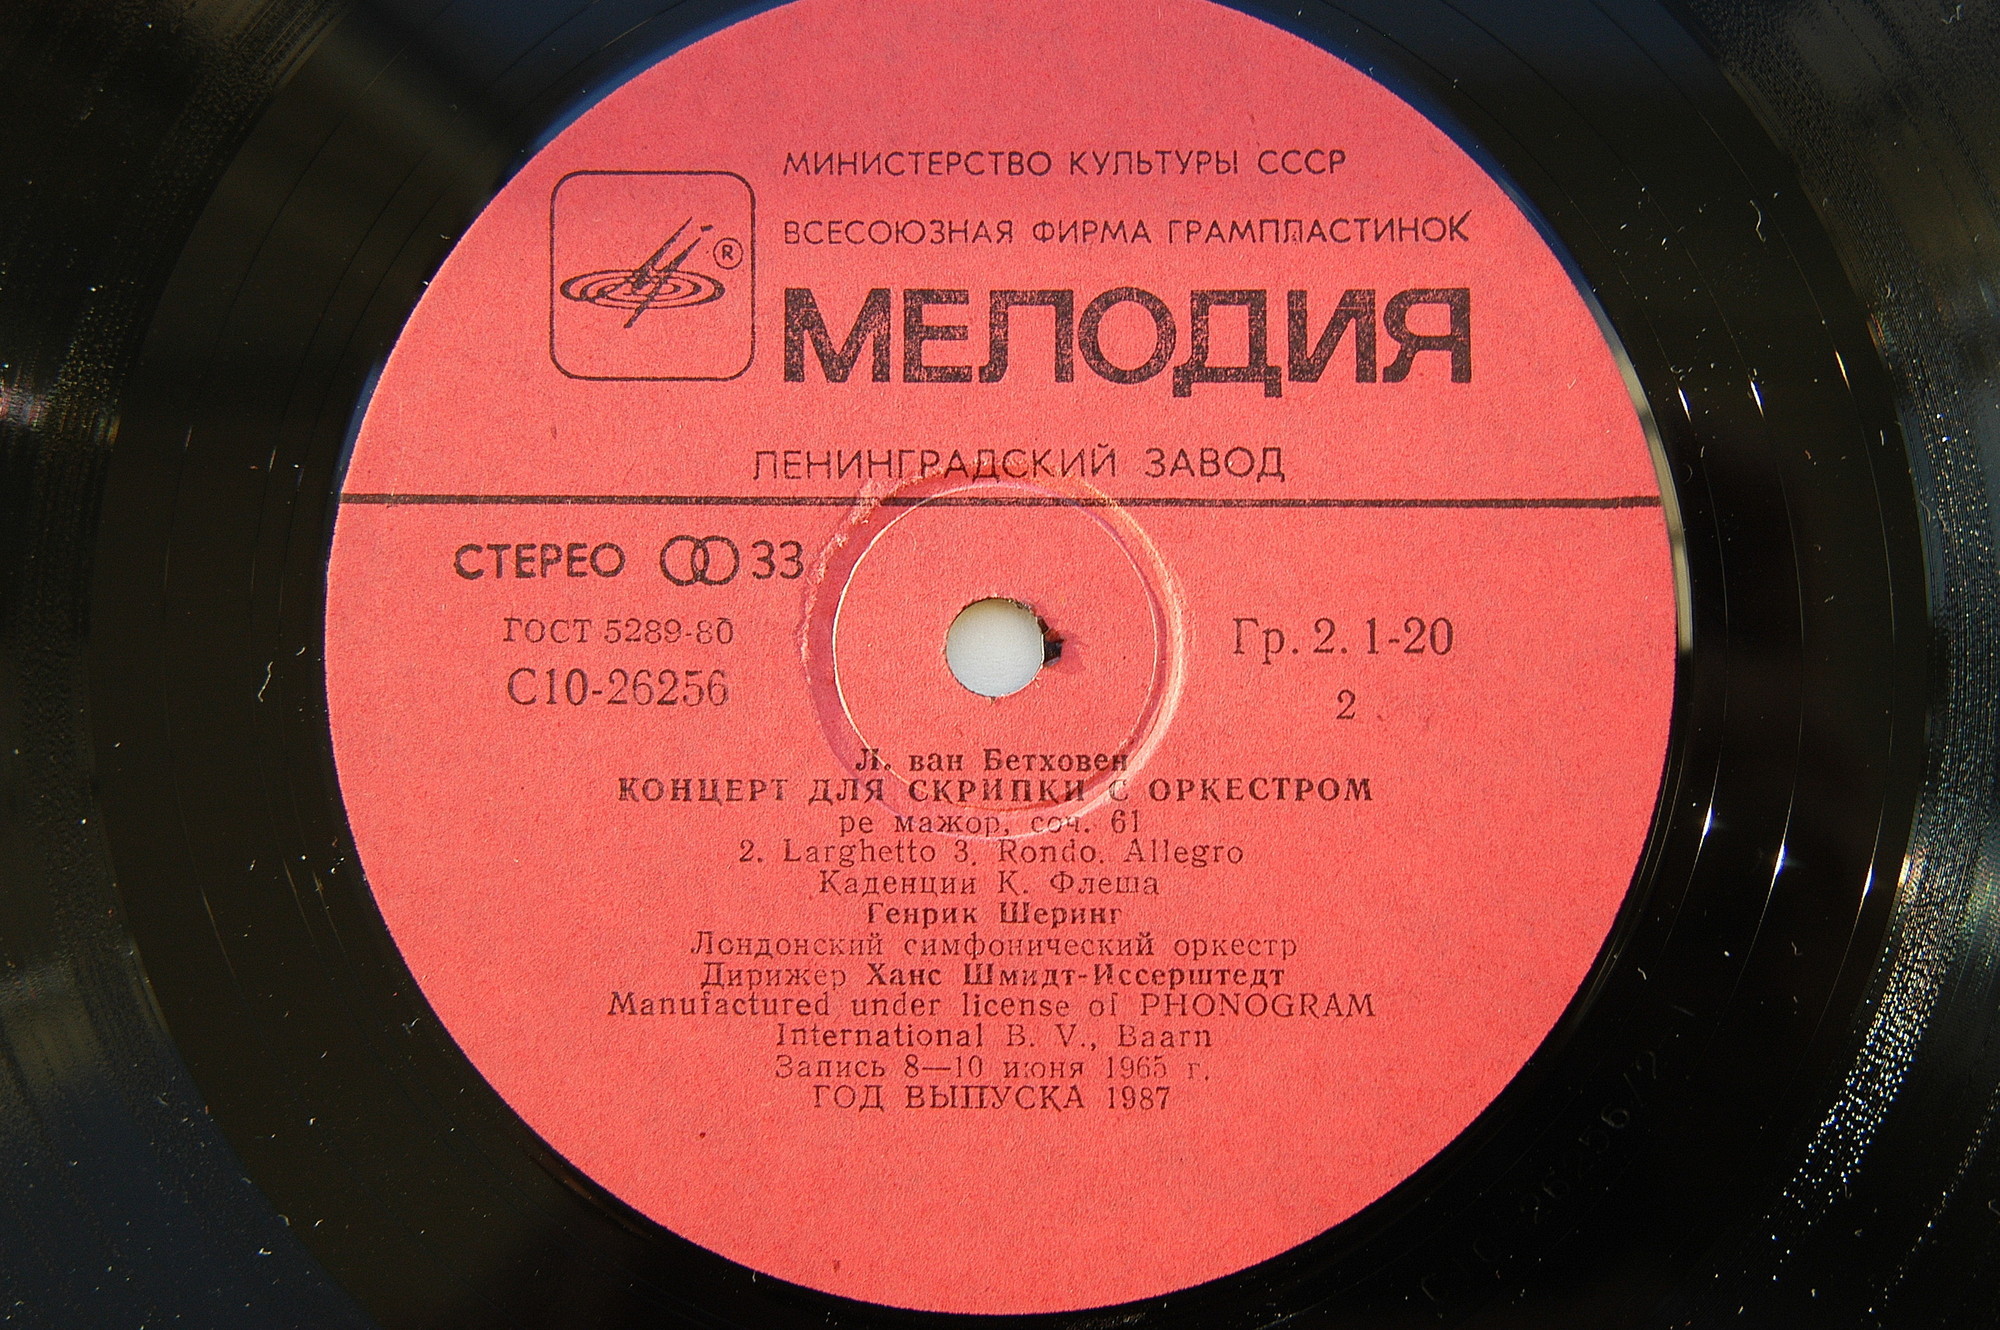 МИНИСТЕРСТВО КУЛЬТУРЫ СССР
ВСЕСОЮЗНАЯ ФИРМА ГРАМПЛАСТИНОК
®
МЕЛОДИЯ
ЛЕНИНГРАДСКИЙ ЗАВОД
СТЕРЕО 33
ГОСТ 5289-80
С10-26256
Гр. 2. 1-20
2
Л. ван Бетховен
КОНЦЕРТ ДЛЯ СКРИПКИ С ОРКЕСТРОМ
ре мажор, соч. 61
2. Larghetto 3. Rondo. Allegro
Каденции К. Флеша
Генрик Шеринг
Лондонский симфонический оркестр
Дирижер Ханс Шмидт-Иссерштедт
Manufactured under license of PHONOGRAM
International B. V., Baarn
Запись 8—10 июня 1965 г.
ГОД ВЫПУСКА 1987